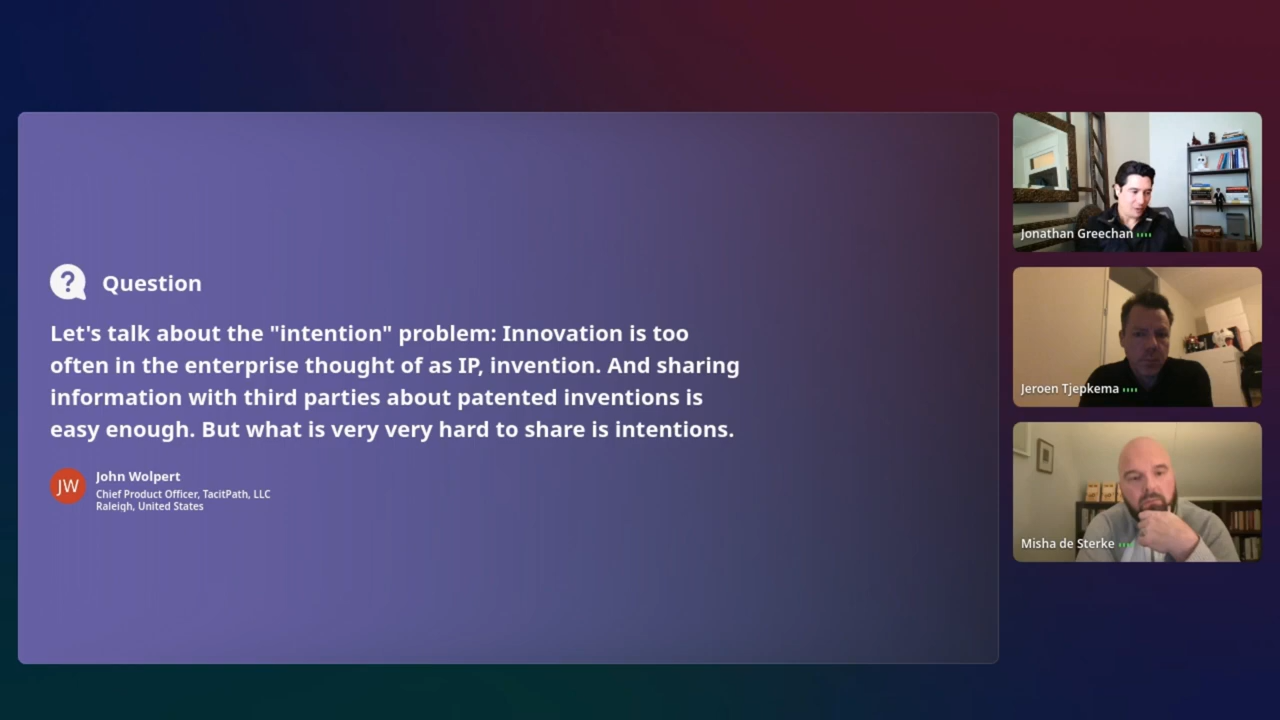 Question
Let's talk about the "intention" problem: Innovation is too
often in the enterprise thought of as IP, invention. And sharing
information with third parties about patented inventions is
easy enough. But what is very very hard to share is intentions.
JW
John Wolpert
Chief Product Officer, TacitPath, LLC
Raleigh, United States
Jonathan Greechan
Jeroen Tjepkema
Misha de Sterke